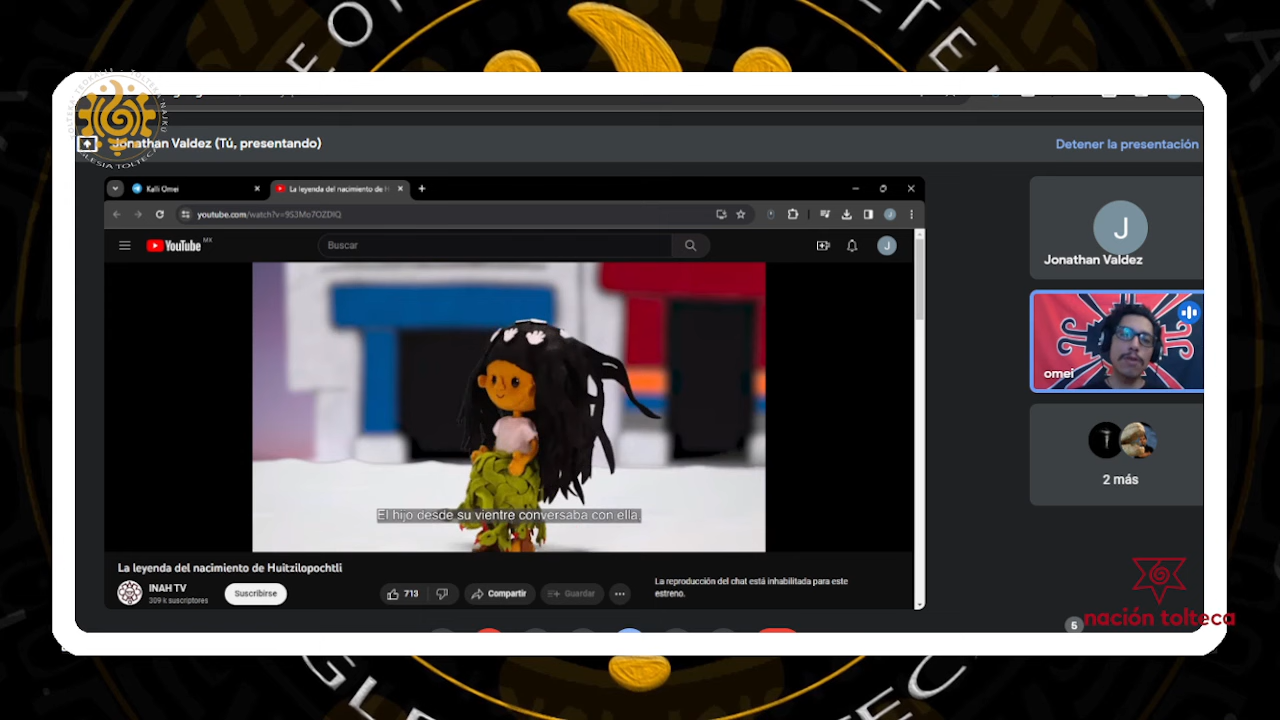 Jonathan Valdez (Tú, presentando)
Detener la presentación
Kalli Omei
La leyenda del nacimiento de H
youtube.com/watch?v=9S3Mo7OZDIQ
YouTube MX
Buscar
J
J
Jonathan Valdez
omei
2 más
El hijo desde su vientre conversaba con ella.
La leyenda del nacimiento de Huitzilopochtli
INAH TV
309 k suscriptores
Suscribirse
713
Compartir
Guardar
La reproducción del chat está inhabilitada para este
estreno.
5
nación tolteca